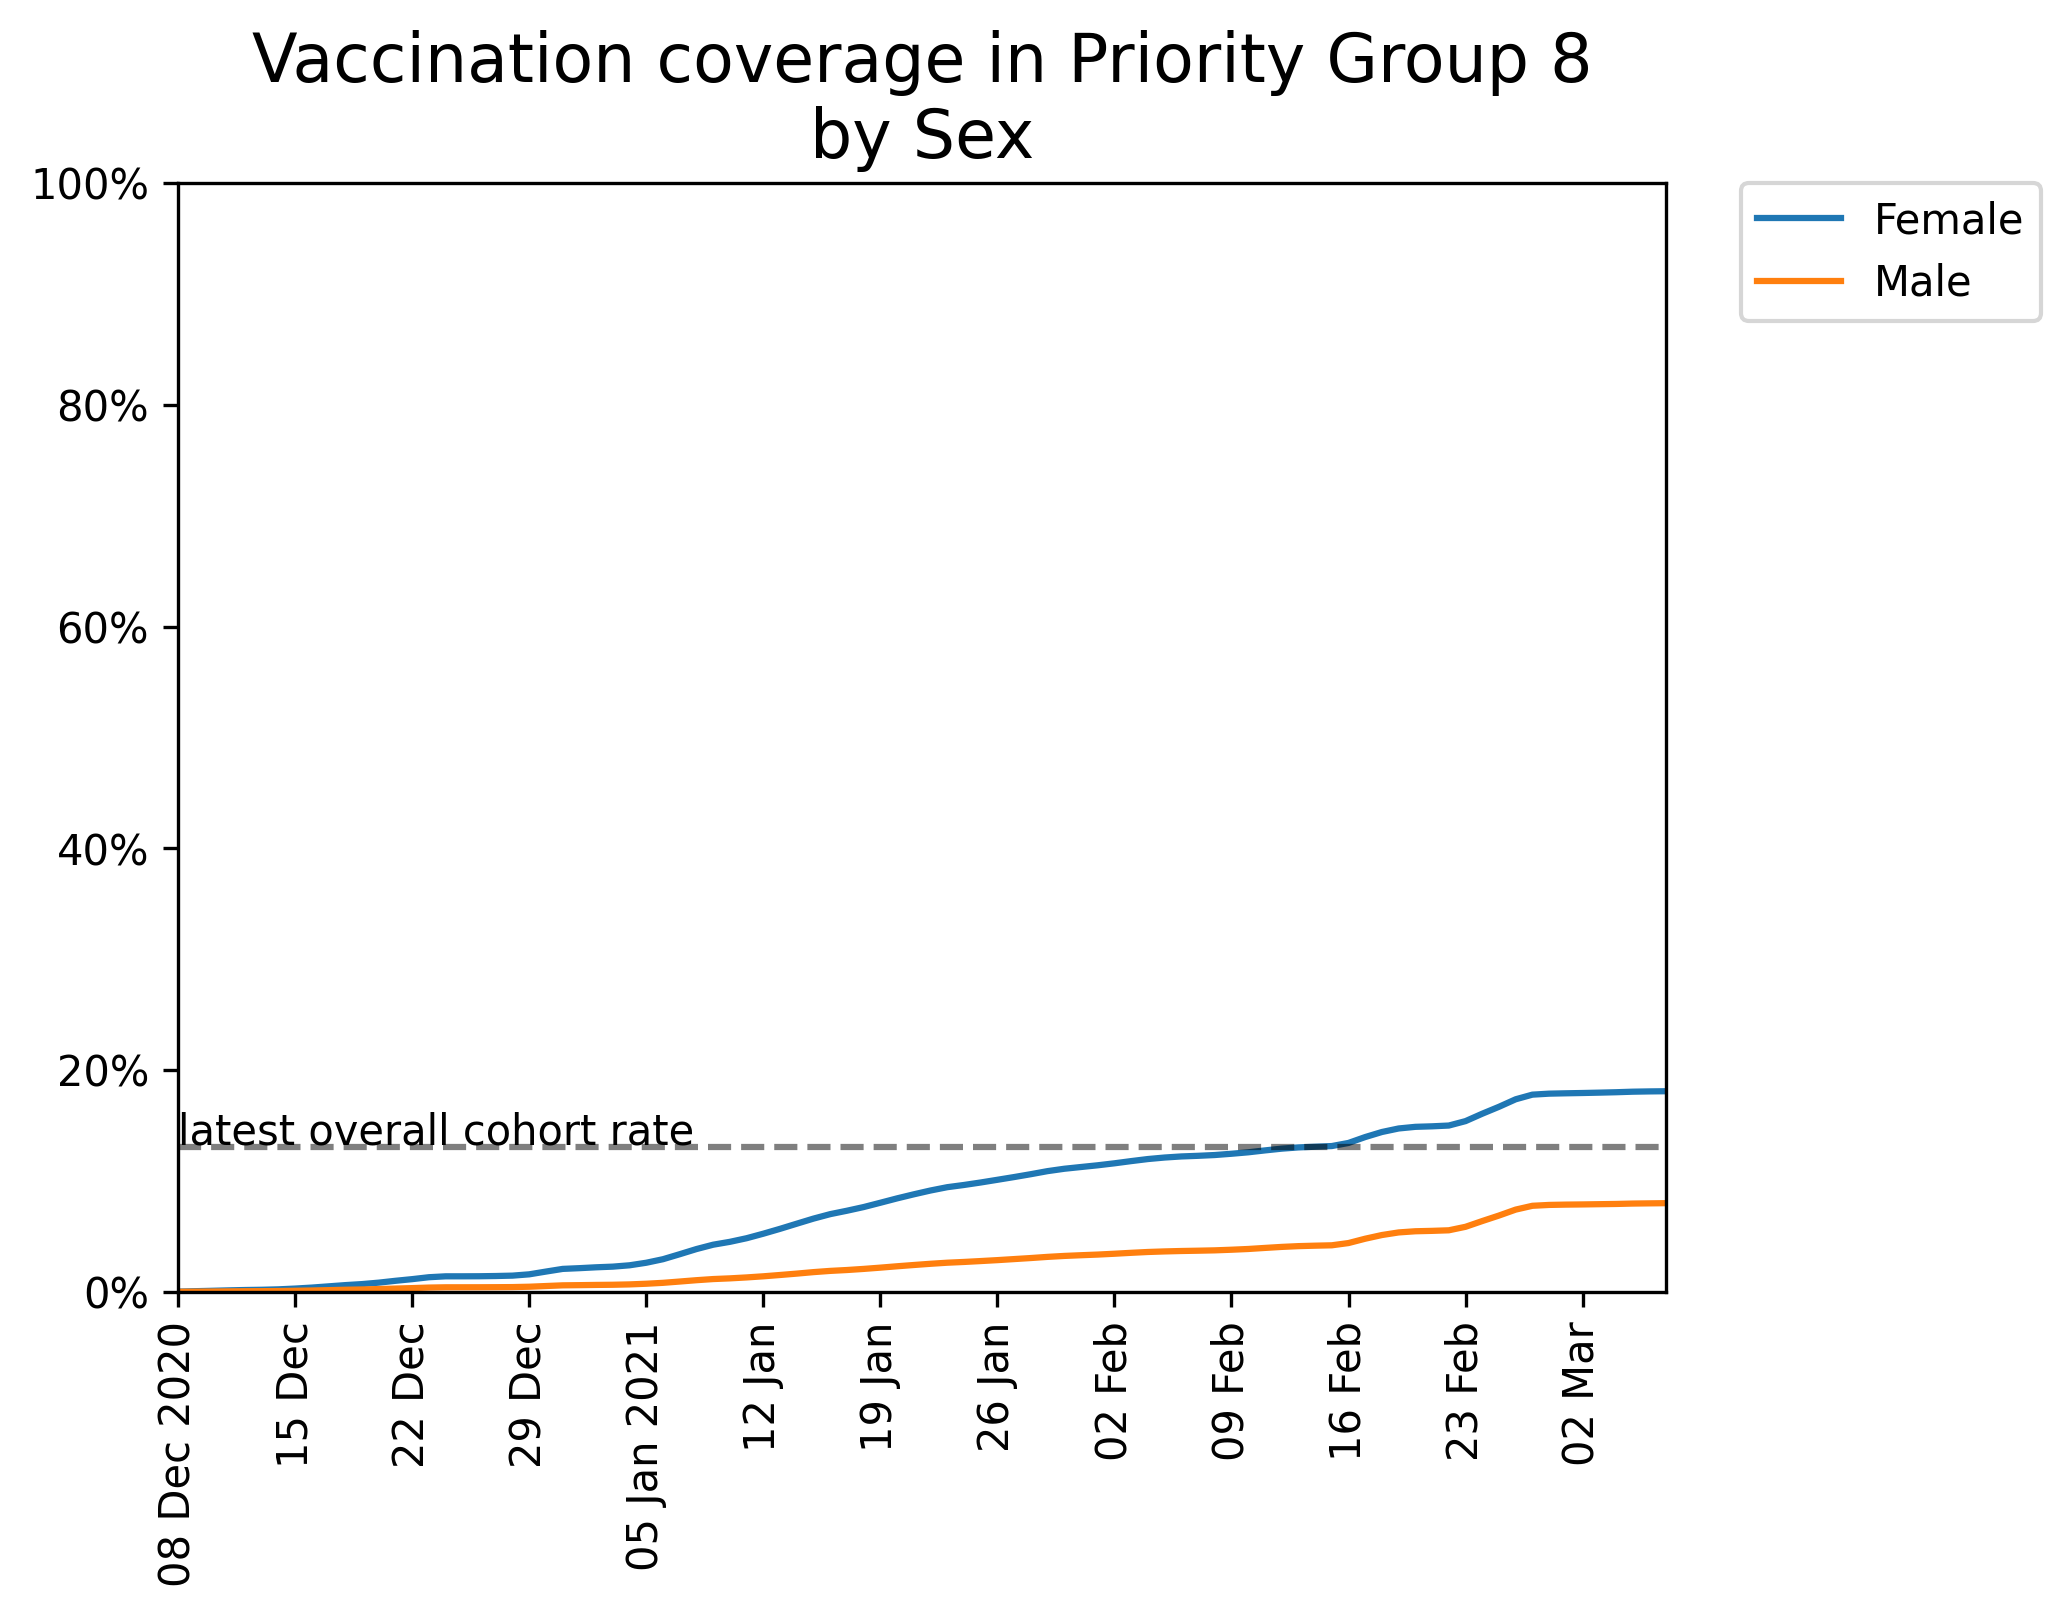 Vaccination coverage in Priority Group 8
by Sex
100%
80%
60%
40%
20%
0%
latest overall cohort rate
Female
Male
08 Dec 2020
15 Dec
22 Dec
29 Dec
05 Jan 2021
12 Jan
19 Jan
26 Jan
02 Feb
09 Feb
16 Feb
23 Feb
02 Mar